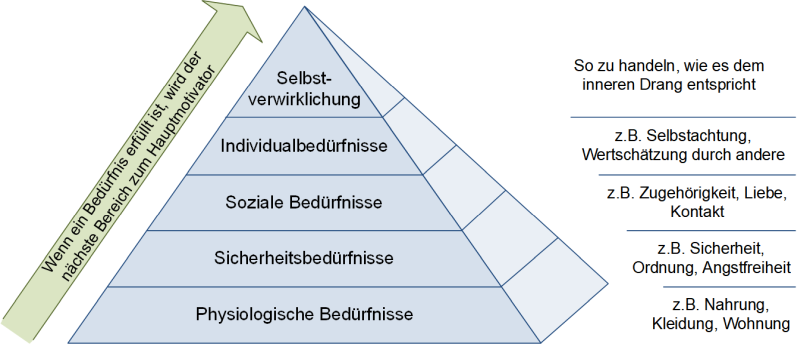 Wenn ein Bedürfnis erfüllt ist, wird der
nächste Bereich zum Hauptmotivator
Selbst-
verwirklichung
So zu handeln, wie es dem
inneren Drang entspricht
Individualbedürfnisse
z.B. Selbstachtung,
Wertschätzung durch andere
Soziale Bedürfnisse
z.B. Zugehörigkeit, Liebe,
Kontakt
Sicherheitsbedürfnisse
z.B. Sicherheit,
Ordnung, Angstfreiheit
Physiologische Bedürfnisse
z.B. Nahrung,
Kleidung, Wohnung